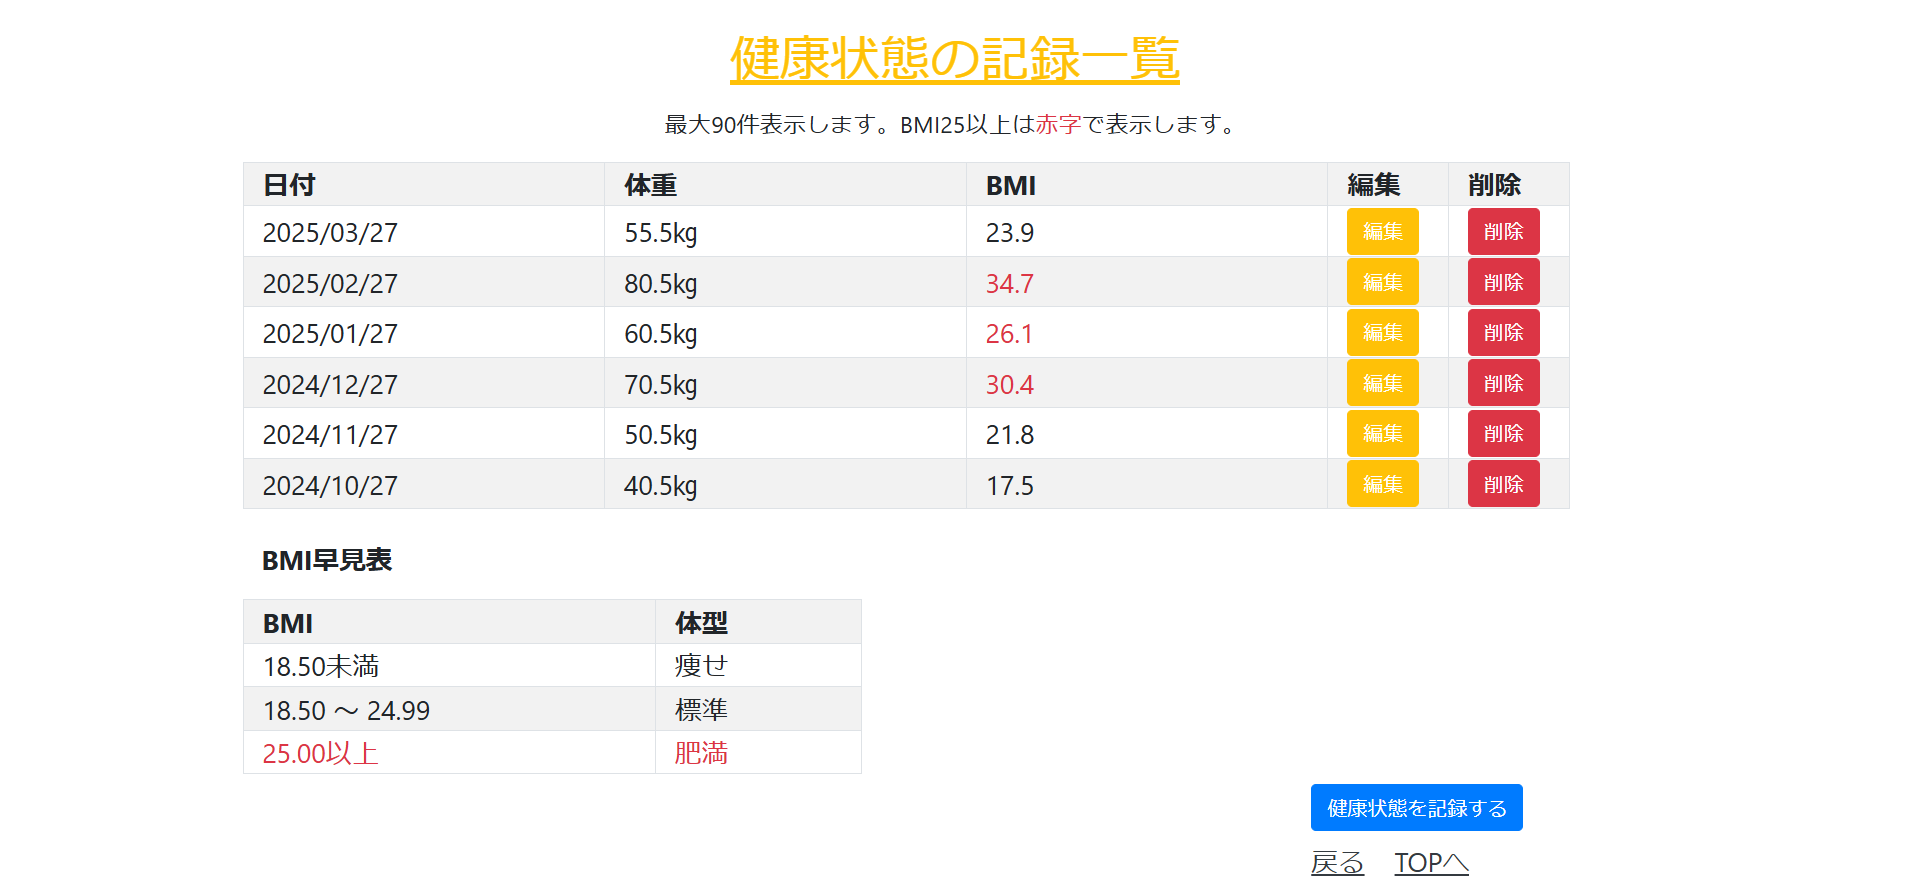 健康状態の記録一覧
最大90件表示します。BMI25以上は赤字で表示します。
日付 体重 BMI 編集 削除
2025/03/27 55.5kg 23.9 編集 削除
2025/02/27 80.5kg 34.7 編集 削除
2025/01/27 60.5kg 26.1 編集 削除
2024/12/27 70.5kg 30.4 編集 削除
2024/11/27 50.5kg 21.8 編集 削除
2024/10/27 40.5kg 17.5 編集 削除
BMI早見表
BMI 体型
18.50未満 痩せ
18.50 ～ 24.99 標準
25.00以上 肥満
健康状態を記録する
戻る TOPへ